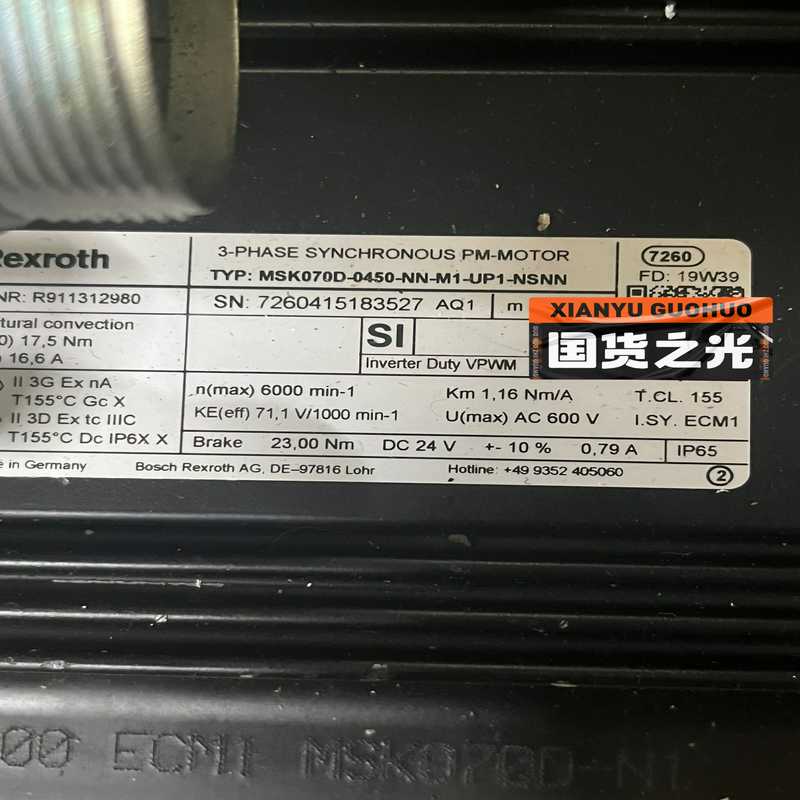 Rexroth
3-PHASE SYNCHRONOUS PM-MOTOR
TYP: MSK070D-0450-NN-M1-UP1-NSNN
7260
FD: 19W39
NR: R911312980
SN: 7260415183527 AQ1
m
XIANYU GUOHUO
国货之光
tural convection
0) 17,5 Nm
) 16,6 A
SI
Inverter Duty VPWM
II 3G Ex nA
T155°C Gc X
II 3D Ex tc IIIC
T155°C Dc IP6X X
n(max) 6000 min-1
Km 1,16 Nm/A
T.CL. 155
KE(eff) 71,1 V/1000 min-1
U(max) AC 600 V
I.SY. ECM1
Brake 23,00 Nm DC 24 V +- 10 % 0,79 A
IP65
e in Germany
Bosch Rexroth AG, DE-97816 Lohr
Hotline: +49 9352 405060
2
00 ECM1 MSK070D-N1